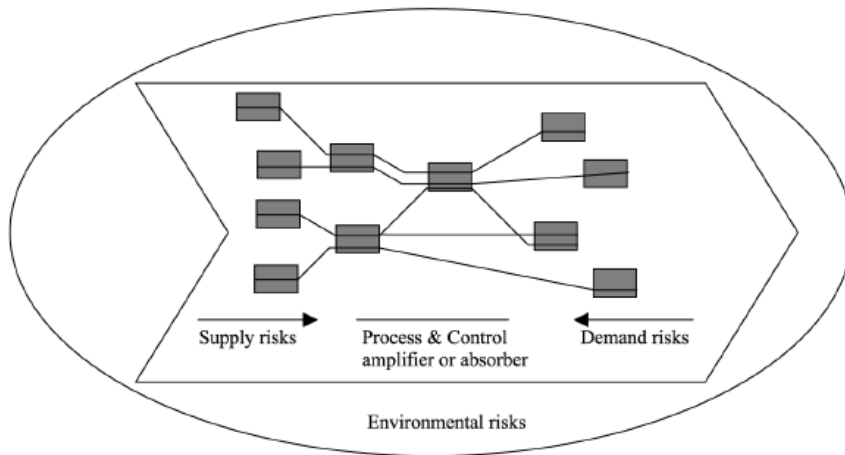 Supply risks
Process & Control
amplifier or absorber
Demand risks
Environmental risks